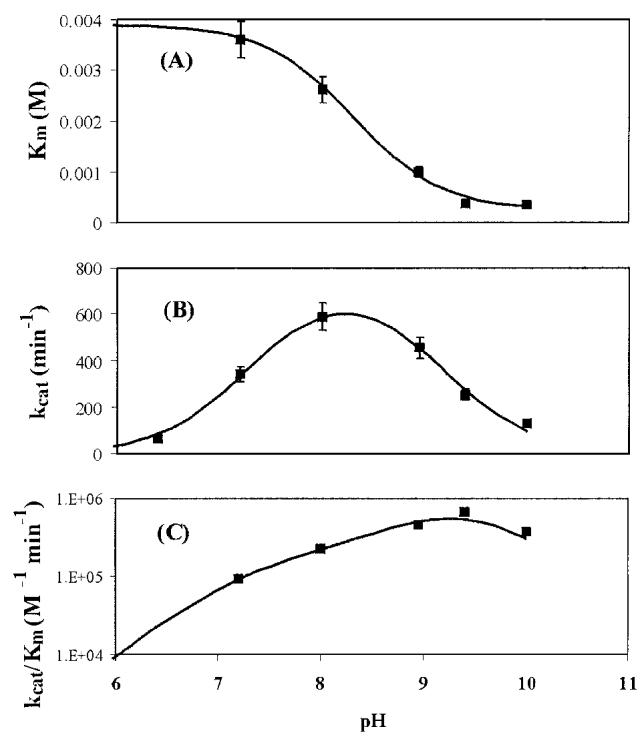 0.004
0.003
0.002
0.001
0
Km (M)
(A)
800
600
400
200
0
kcat (min⁻¹)
(B)
1.E+06
1.E+05
1.E+04
kcat/Km (M⁻¹ min⁻¹)
(C)
6 7 8 9 10 11
pH